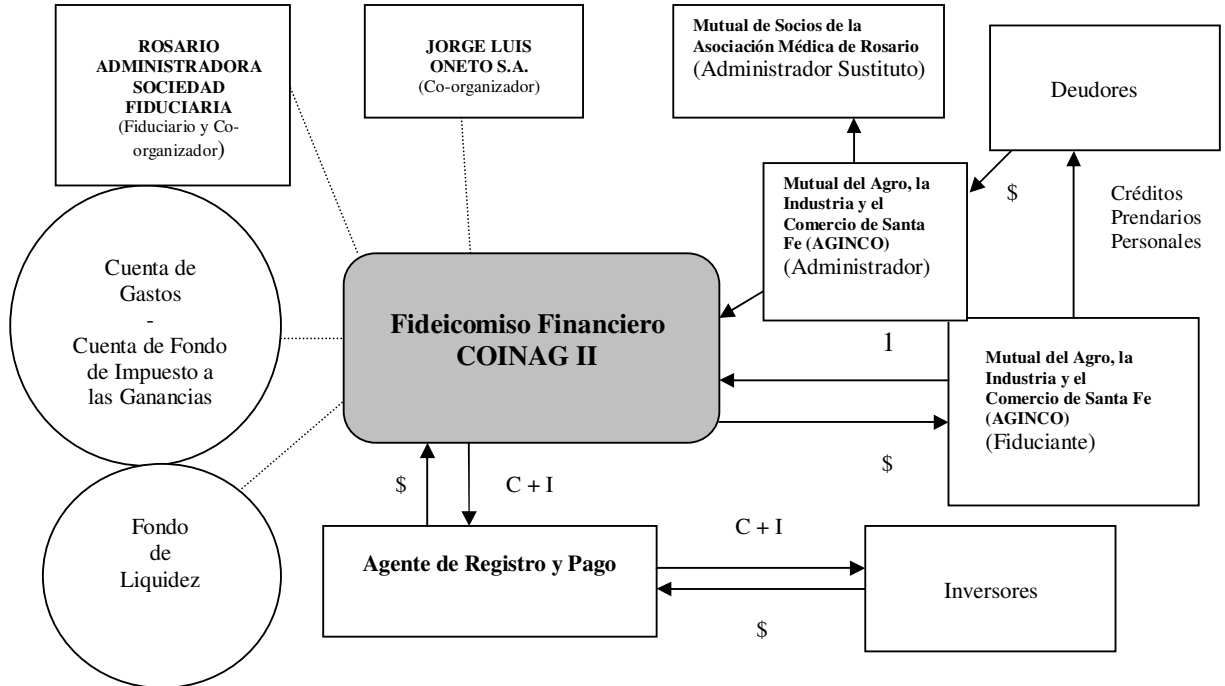 ROSARIO
ADMINISTRADORA
SOCIEDAD
FIDUCIARIA
(Fiduciario y Co-
organizador)
JORGE LUIS
ONETO S.A.
(Co-organizador)
Mutual de Socios de la
Asociación Médica de Rosario
(Administrador Sustituto)
Deudores
Mutual del Agro, la
Industria y el
Comercio de Santa
Fe (AGINCO)
(Administrador)
$
Créditos
Prendarios
Personales
Cuenta de
Gastos
-
Cuenta de Fondo
de Impuesto a
las Ganancias
Fideicomiso Financiero
COINAG II
1
Mutual del Agro, la
Industria y el
Comercio de Santa Fe
(AGINCO)
(Fiduciante)
$
$
C + I
Fondo
de
Liquidez
Agente de Registro y Pago
C + I
$
Inversores